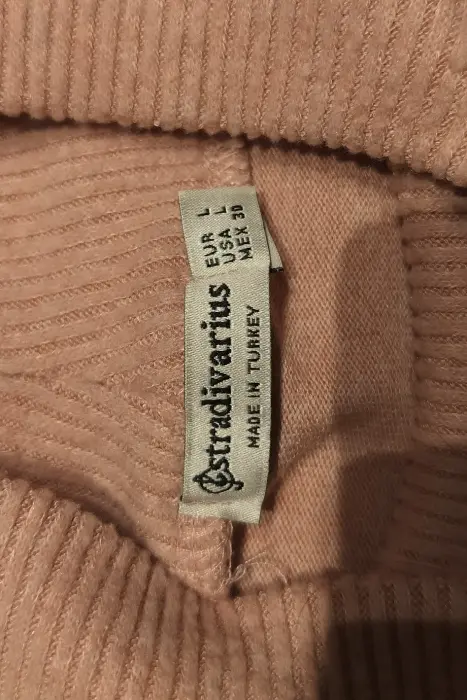 EUR L
USA L
MEX 30
stradivarius
MADE IN TURKEY